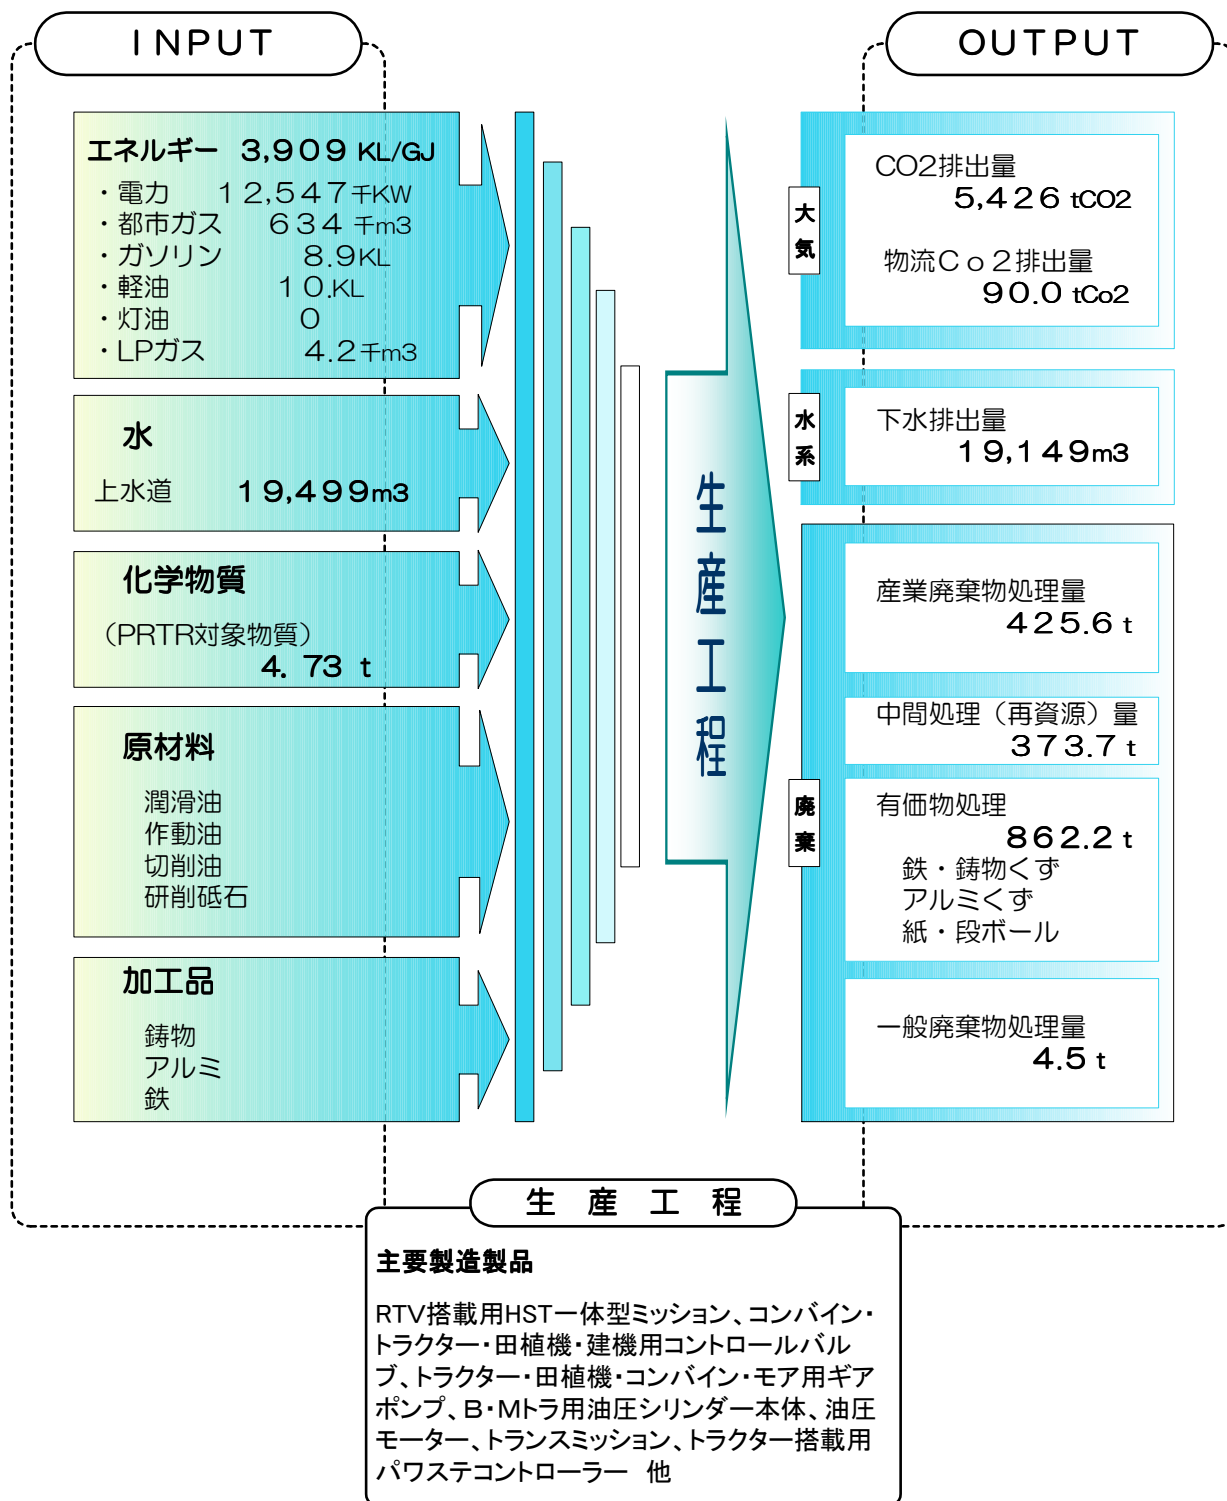 INPUT
エネルギー 3,909 KL/GJ
・電力 12,547千KW
・都市ガス 634 千m3
・ガソリン 8.9KL
・軽油 10.KL
・灯油 0
・LPガス 4.2千m3
水
上水道 19,499m3
化学物質
（PRTR対象物質）
4.73 t
原材料
潤滑油
作動油
切削油
研削砥石
加工品
鋳物
アルミ
鉄
生産工程
OUTPUT
大気
CO2排出量
5,426 tCO2
物流Co2排出量
90.0 tCo2
水系
下水排出量
19,149m3
廃棄
産業廃棄物処理量
425.6 t
中間処理（再資源）量
373.7 t
有価物処理
862.2 t
鉄・鋳物くず
アルミくず
紙・段ボール
一般廃棄物処理量
4.5 t
生 産 工 程
主要製造製品
RTV搭載用HST一体型ミッション、コンバイン・
トラクター・田植機・建機用コントロールバル
ブ、トラクター・田植機・コンバイン・モア用ギア
ポンプ、B・Mトラ用油圧シリンダー本体、油圧
モーター、トランスミッション、トラクター搭載用
パワステコントローラー 他